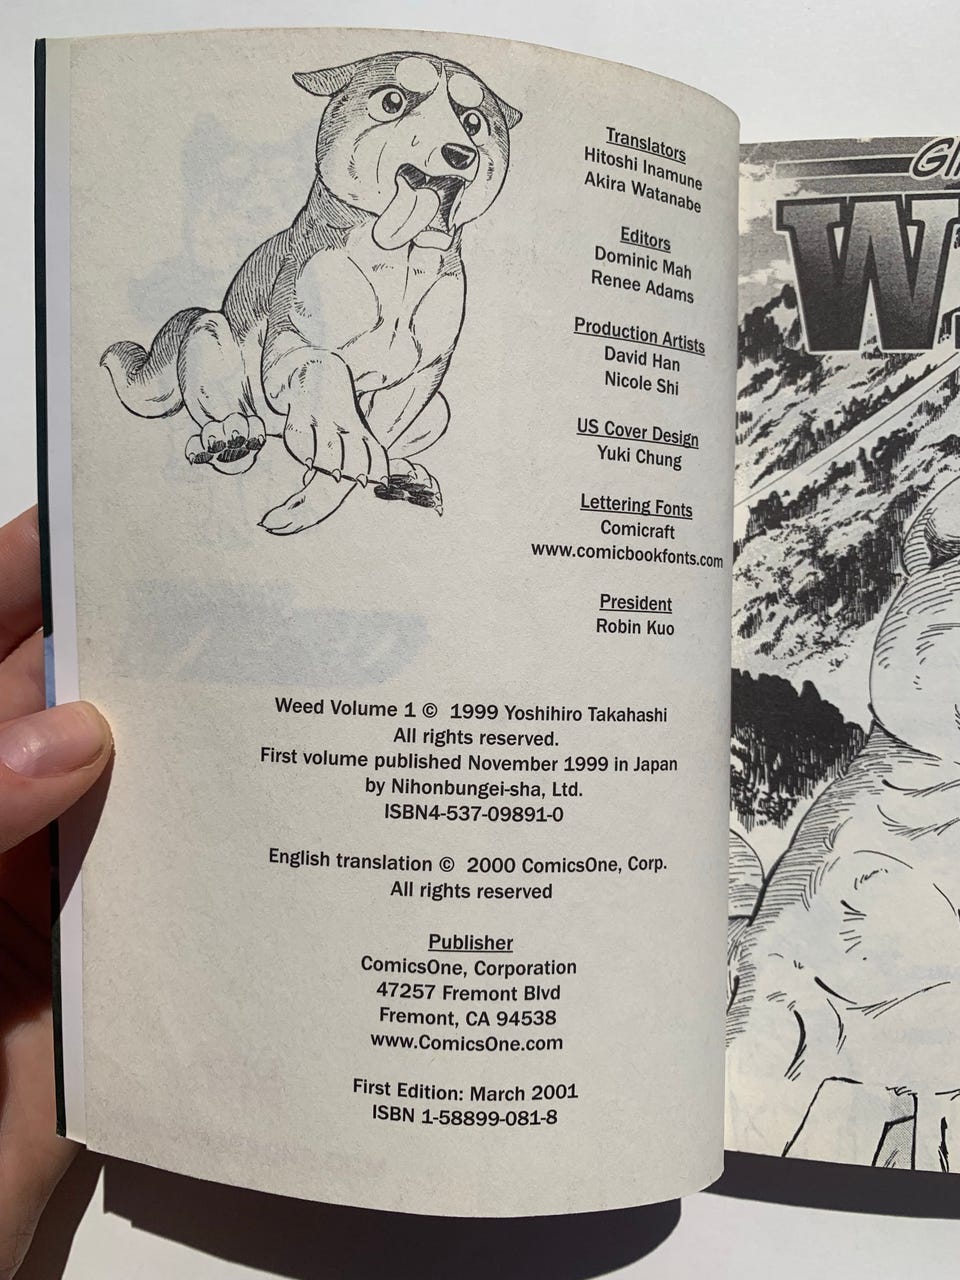 Translators
Hitoshi Inamune
Akira Watanabe
Editors
Dominic Mah
Renee Adams
Production Artists
David Han
Nicole Shi
US Cover Design
Yuki Chung
Lettering Fonts
Comicraft
www.comicbookfonts.com
President
Robin Kuo
Weed Volume 1 © 1999 Yoshihiro Takahashi
All rights reserved.
First volume published November 1999 in Japan
by Nihonbungei-sha, Ltd.
ISBN4-537-09891-0
English translation © 2000 ComicsOne, Corp.
All rights reserved
Publisher
ComicsOne, Corporation
47257 Fremont Blvd
Fremont, CA 94538
www.ComicsOne.com
First Edition: March 2001
ISBN 1-58899-081-8